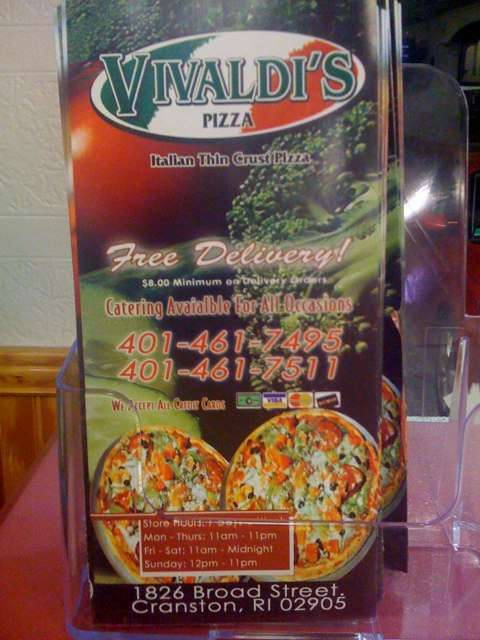 VIVALDI'S
PIZZA
Italian Thin Crust Pizza
Free Delivery!
$8.00 Minimum on Delivery Orders
Catering Avaialble For All Occasions
401-461-7495
401-461-7511
We Accept All Credit Cards
VISA
Store Hours:
Mon - Thurs: 11am - 11pm
Fri - Sat: 11am - Midnight
Sunday: 12pm - 11pm
1826 Broad Street.
Cranston, RI 02905